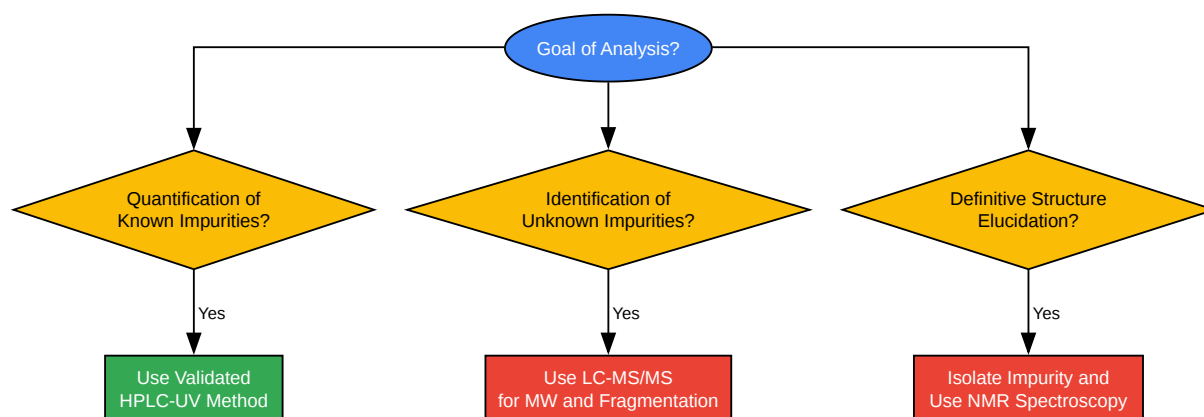 Goal of Analysis?
Quantification of
Known Impurities?
Identification of
Unknown Impurities?
Definitive Structure
Elucidation?
Yes
Yes
Yes
Use Validated
HPLC-UV Method
Use LC-MS/MS
for MW and Fragmentation
Isolate Impurity and
Use NMR Spectroscopy